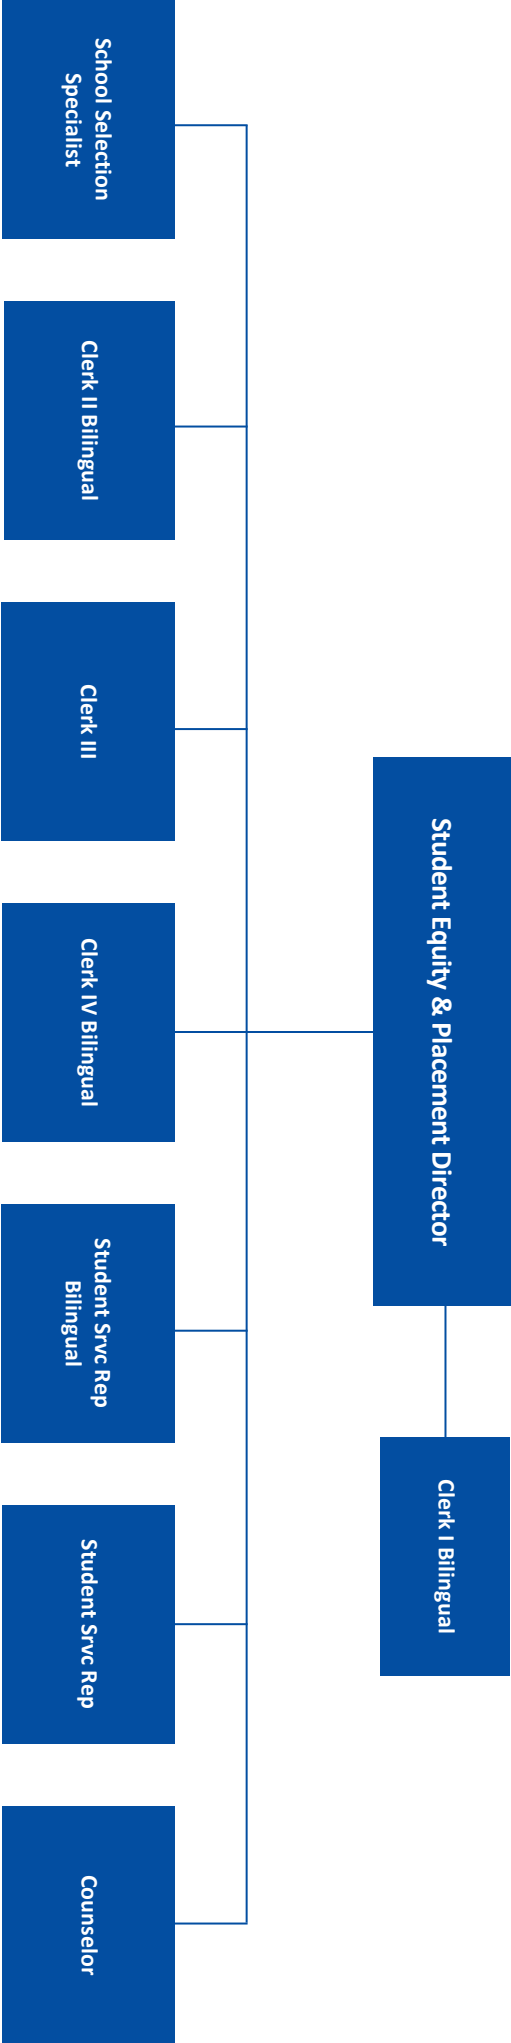 Student Equity & Placement Director
Clerk I Bilingual
School Selection
Specialist
Clerk II Bilingual
Clerk III
Clerk IV Bilingual
Student Srvc Rep
Bilingual
Student Srvc Rep
Counselor